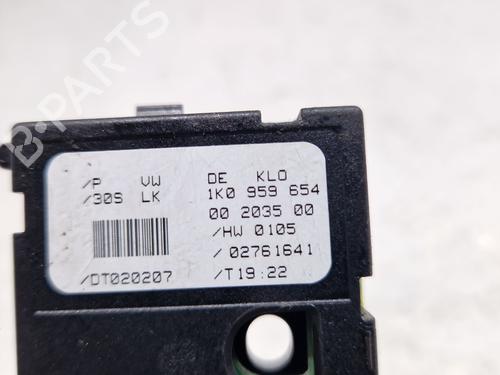 B-PARTS
/P VW DE KLO
/30S LK 1K0 959 654
00 2035 00
/HW 0105
/02761641
/DT020207 /T19:22